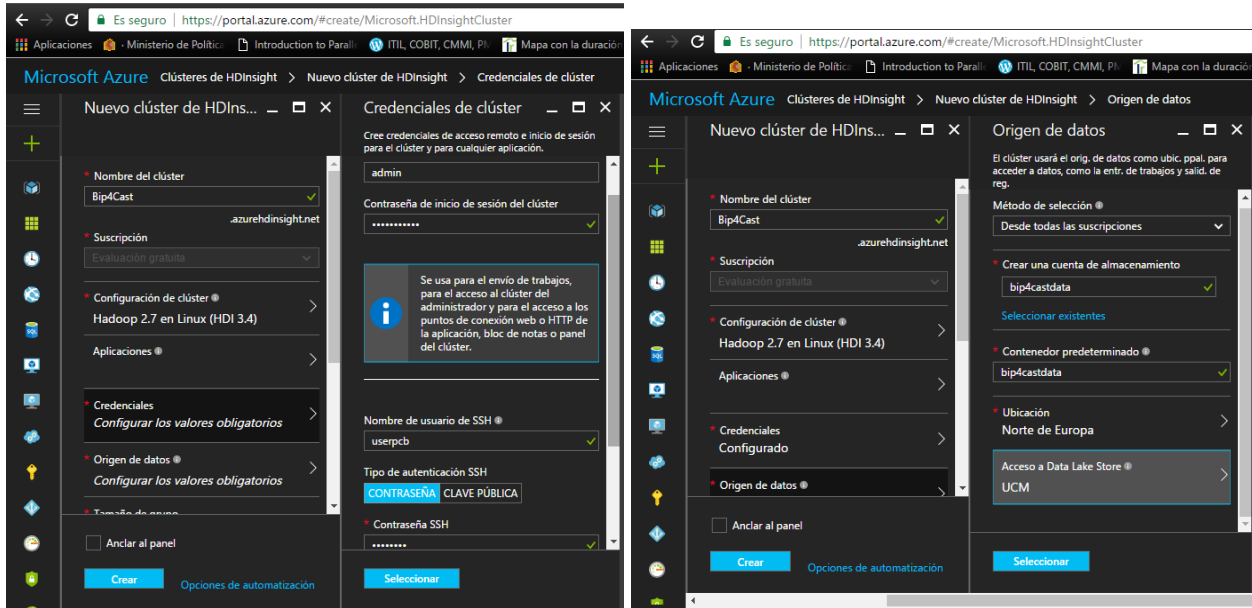 Es seguro | https://portal.azure.com/#create/Microsoft.HDInsightCluster
Aplicaciones · Ministerio de Política Introduction to Parall ITIL, COBIT, CMMI, PM Mapa con la duración
Microsoft Azure Clústeres de HDInsight > Nuevo clúster de HDInsight > Credenciales de clúster
Nuevo clúster de HDIns...
* Nombre del clúster
Bip4Cast
.azurehdinsight.net
* Suscripción
Evaluación gratuita
* Configuración de clúster
Hadoop 2.7 en Linux (HDI 3.4)
Aplicaciones
* Credenciales
Configurar los valores obligatorios
* Origen de datos
Configurar los valores obligatorios
* Tamaño de grupo
Anclar al panel
Crear Opciones de automatización
Credenciales de clúster
Cree credenciales de acceso remoto e inicio de sesión
para el clúster y para cualquier aplicación.
admin
Contraseña de inicio de sesión del clúster
•••••••••••
Se usa para el envío de trabajos,
para el acceso al clúster del
administrador y para el acceso a los
puntos de conexión web o HTTP de
la aplicación, bloc de notas o panel
del clúster.
Nombre de usuario de SSH
userpcb
Tipo de autenticación SSH
CONTRASEÑA CLAVE PÚBLICA
* Contraseña SSH
••••••••
Seleccionar
Es seguro | https://portal.azure.com/#create/Microsoft.HDInsightCluster
Aplicaciones · Ministerio de Política Introduction to Parall ITIL, COBIT, CMMI, PM Mapa con la duración
Microsoft Azure Clústeres de HDInsight > Nuevo clúster de HDInsight > Origen de datos
Nuevo clúster de HDIns...
* Nombre del clúster
Bip4Cast
.azurehdinsight.net
* Suscripción
Evaluación gratuita
* Configuración de clúster
Hadoop 2.7 en Linux (HDI 3.4)
Aplicaciones
* Credenciales
Configurado
* Origen de datos
Anclar al panel
Crear Opciones de automatización
Origen de datos
El clúster usará el orig. de datos como ubic. ppal. para
acceder a datos, como la entr. de trabajos y salid. de
reg.
Método de selección
Desde todas las suscripciones
* Crear una cuenta de almacenamiento
bip4castdata
Seleccionar existentes
* Contenedor predeterminado
bip4castdata
* Ubicación
Norte de Europa
Acceso a Data Lake Store
UCM
Seleccionar